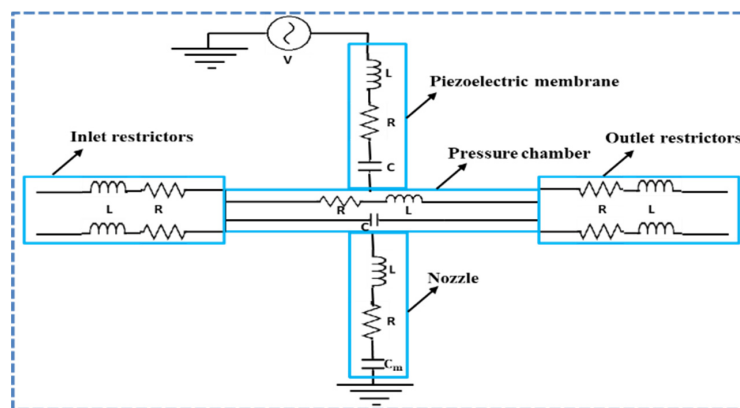 V
L
Piezoelectric membrane
R
C
Inlet restrictors
Pressure chamber
Outlet restrictors
L
R
R
L
R
L
C
L
Nozzle
R
Cm